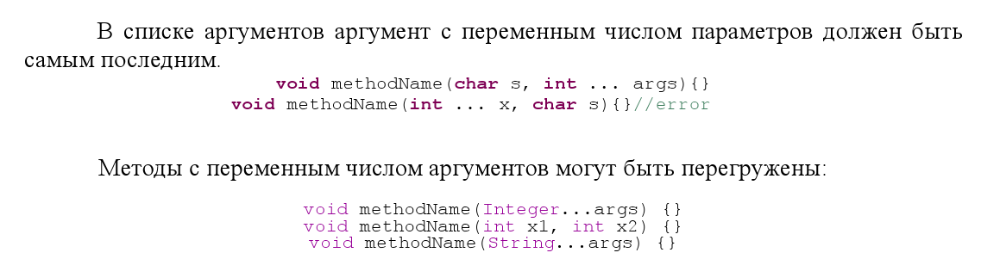 В списке аргументов аргумент с переменным числом параметров должен быть
самым последним.
void methodName(char s, int ... args){}
void methodName(int ... x, char s){}//error
Методы с переменным числом аргументов могут быть перегружены:
void methodName(Integer...args) {}
void methodName(int x1, int x2) {}
void methodName(String...args) {}